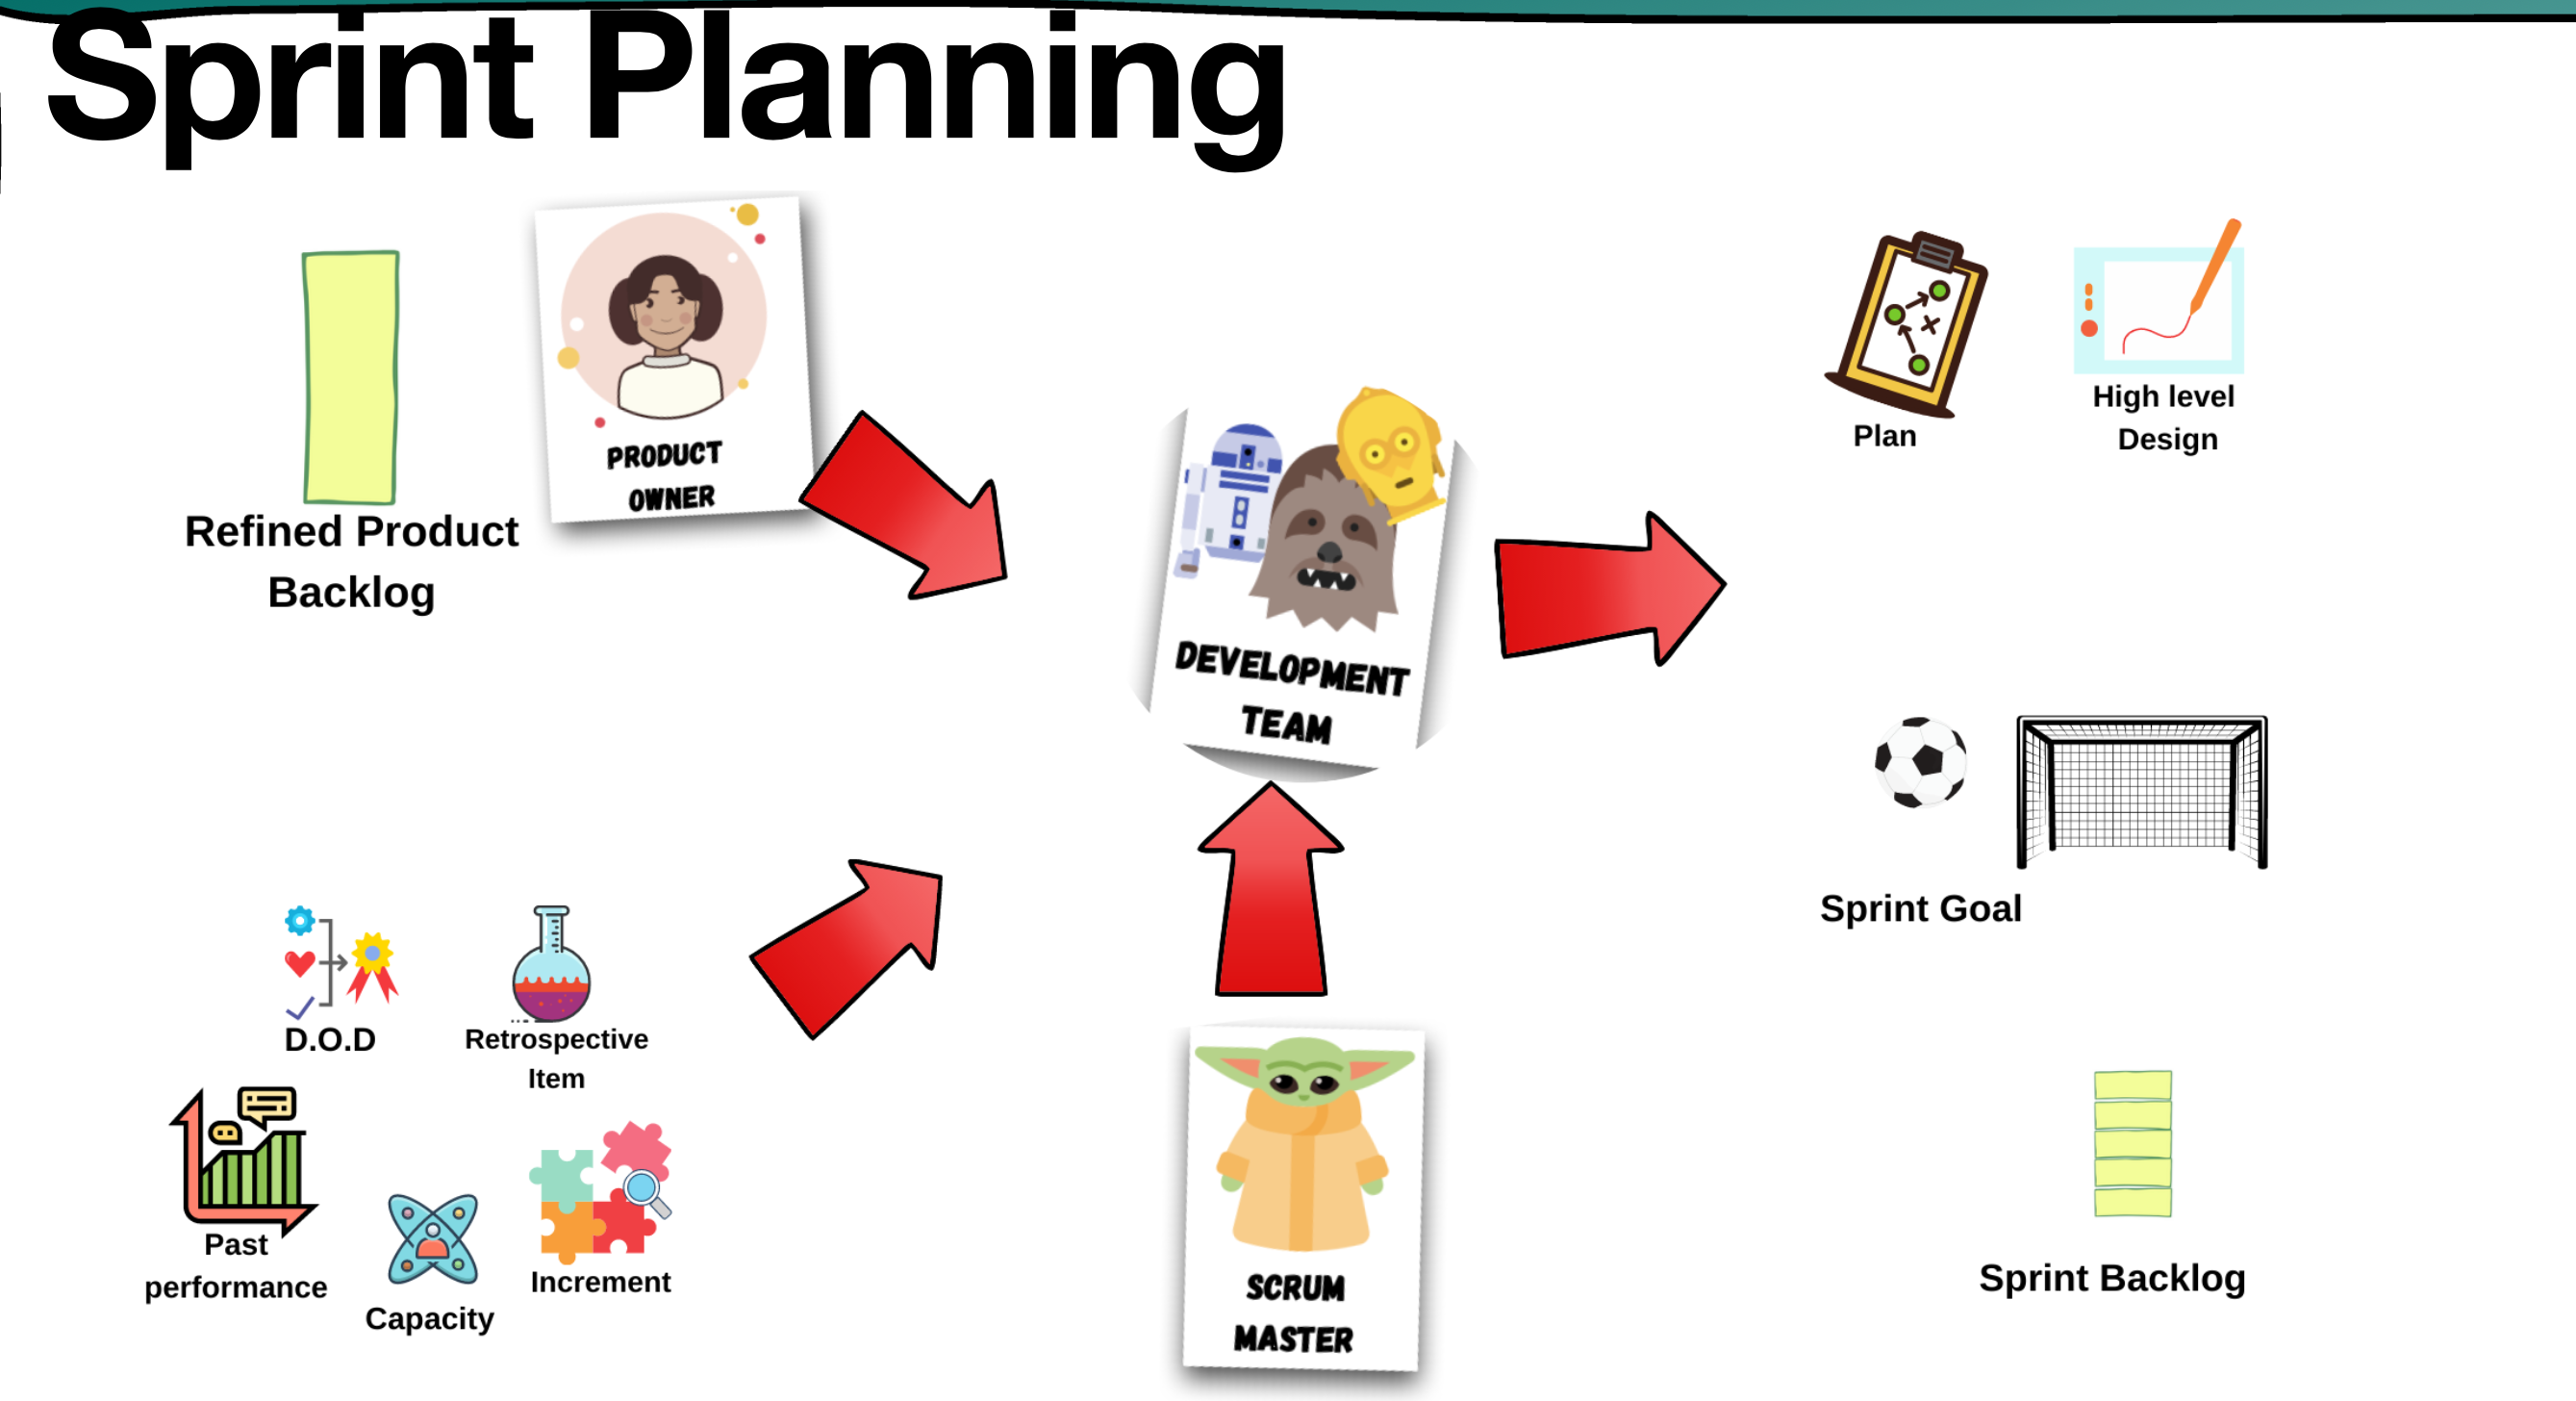 Sprint Planning
PRODUCT
OWNER
Refined Product
Backlog
Plan
High level
Design
DEVELOPMENT
TEAM
Sprint Goal
D.O.D
Retrospective
Item
Past
performance
Capacity
Increment
SCRUM
MASTER
Sprint Backlog